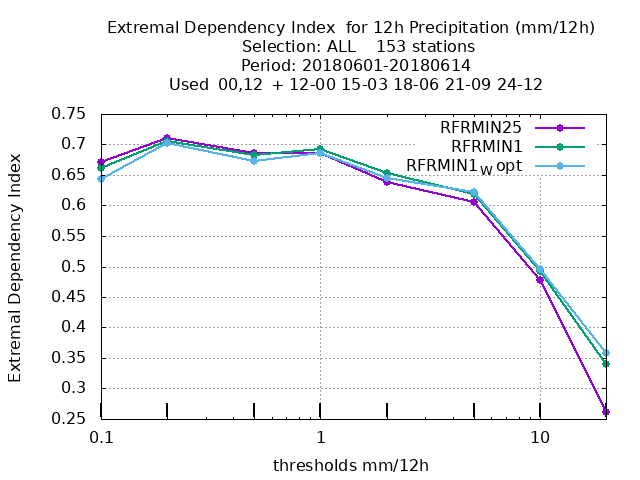 Extremal Dependency Index  for 12h Precipitation (mm/12h)
Selection: ALL    153 stations
Period: 20180601-20180614
Used  00,12  + 12-00 15-03 18-06 21-09 24-12
RFRMIN25
RFRMIN1
RFRMIN1W opt
Extremal Dependency Index
0.75
0.7
0.65
0.6
0.55
0.5
0.45
0.4
0.35
0.3
0.25
0.1
1
10
thresholds mm/12h